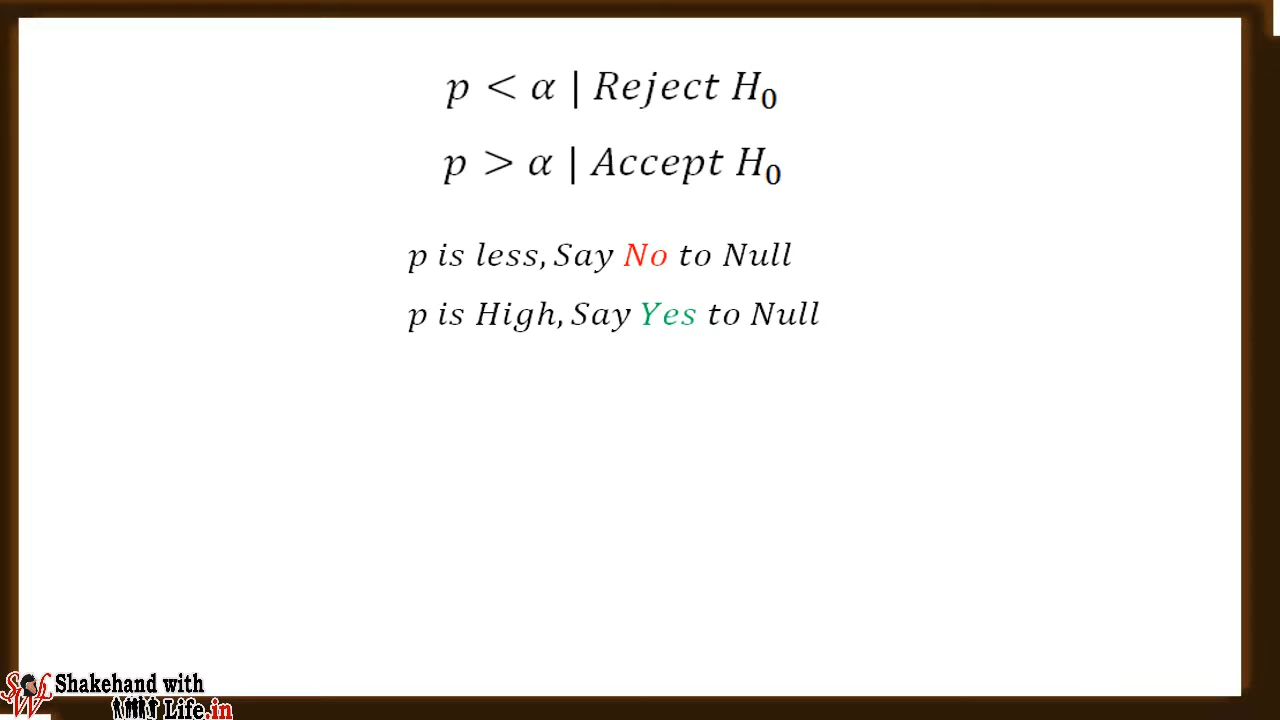 p < α | Reject H₀
p > α | Accept H₀
p is less, Say No to Null
p is High, Say Yes to Null
Shakehand with
Life.in